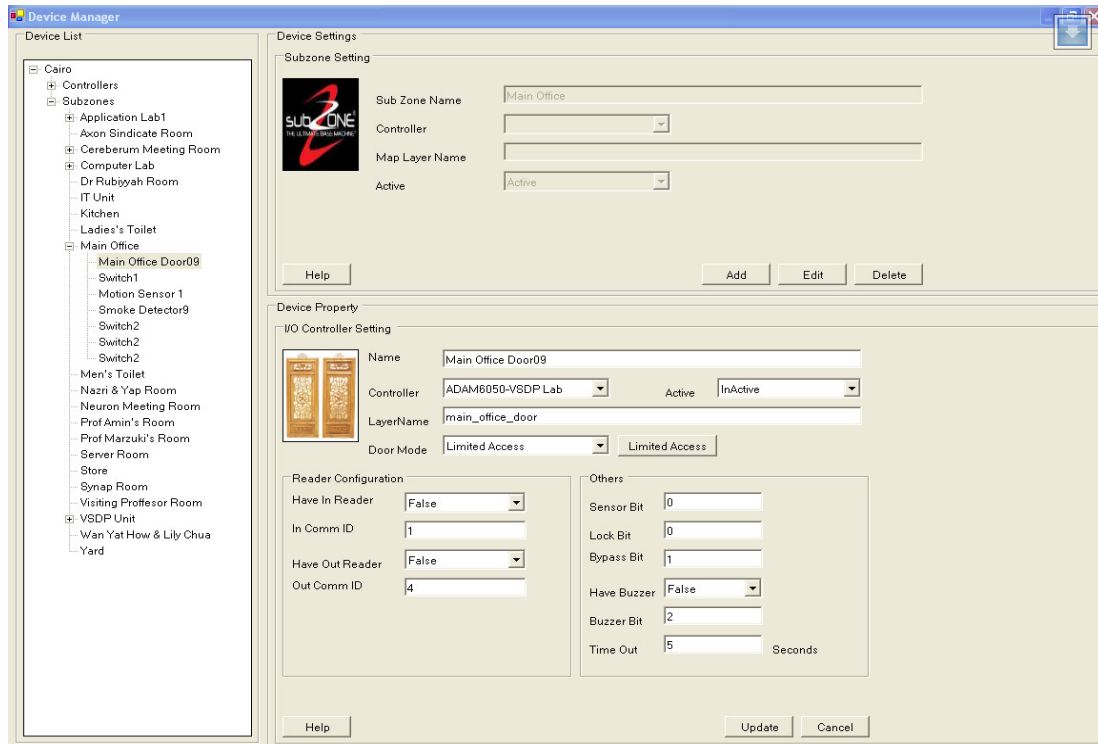 Device Manager
Device List
Cairo
Controllers
Subzones
Application Lab1
Axon Sindicate Room
Cereberum Meeting Room
Computer Lab
Dr Rubiyyah Room
IT Unit
Kitchen
Ladies's Toilet
Main Office
Main Office Door09
Switch1
Motion Sensor 1
Smoke Detector9
Switch2
Switch2
Switch2
Men's Toilet
Nazri & Yap Room
Neuron Meeting Room
Prof Amin's Room
Prof Marzuki's Room
Server Room
Store
Synap Room
Visiting Proffesor Room
VSDP Unit
Wan Yat How & Lily Chua
Yard
Device Settings
Subzone Setting
subZONE
THE ULTIMATE BASS MACHINE
Sub Zone Name Main Office
Controller
Map Layer Name
Active Active
Help Add Edit Delete
Device Property
I/O Controller Setting
Name Main Office Door09
Controller ADAM6050-VSDP Lab Active InActive
LayerName main_office_door
Door Mode Limited Access Limited Access
Reader Configuration
Have In Reader False
In Comm ID 1
Have Out Reader False
Out Comm ID 4
Others
Sensor Bit 0
Lock Bit 0
Bypass Bit 1
Have Buzzer False
Buzzer Bit 2
Time Out 5 Seconds
Help Update Cancel